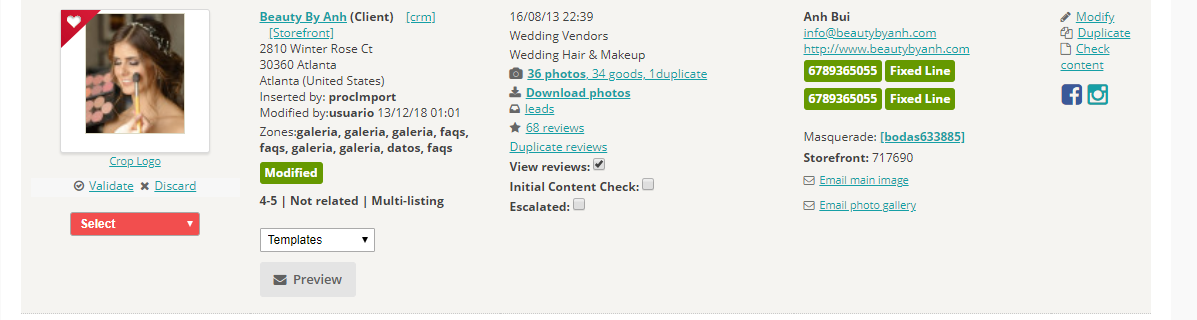 Crop Logo
Validate Discard
Select
Beauty By Anh (Client) [crm]
[Storefront]
2810 Winter Rose Ct
30360 Atlanta
Atlanta (United States)
Inserted by: procImport
Modified by:usuario 13/12/18 01:01
Zones:galeria, galeria, galeria, faqs,
faqs, galeria, galeria, datos, faqs
Modified
4-5 | Not related | Multi-listing
Templates
Preview
16/08/13 22:39
Wedding Vendors
Wedding Hair & Makeup
36 photos, 34 goods, 1duplicate
Download photos
leads
68 reviews
Duplicate reviews
View reviews:
Initial Content Check:
Escalated:
Anh Bui
info@beautybyanh.com
http://www.beautybyanh.com
6789365055 Fixed Line
6789365055 Fixed Line
Masquerade: [bodas633885]
Storefront: 717690
Email main image
Email photo gallery
Modify
Duplicate
Check
content